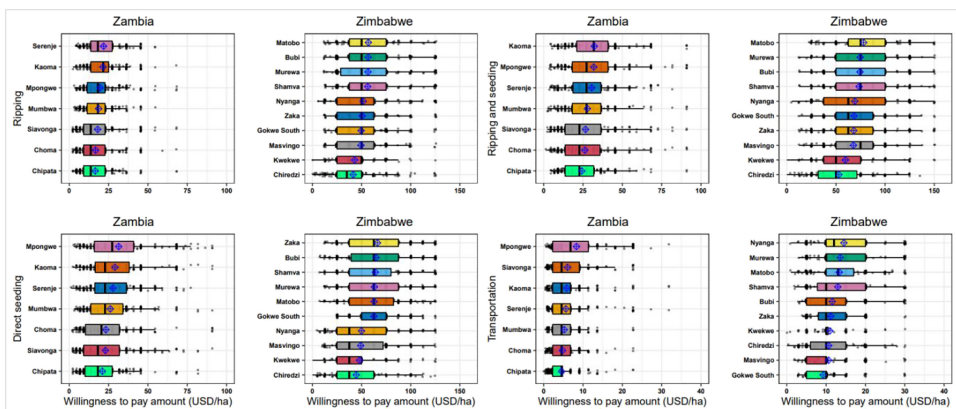 Zambia
Zimbabwe
Zambia
Zimbabwe
Ripping
Serenje
Kaoma
Mpongwe
Mumbwa
Siavonga
Choma
Chipata
0 25 50 75 100
Matobo
Bubi
Murewa
Shamva
Nyanga
Zaka
Gokwe South
Masvingo
Kwekwe
Chiredzi
0 50 100 150
Ripping and seeding
Kaoma
Mpongwe
Serenje
Mumbwa
Siavonga
Choma
Chipata
0 25 50 75 100
Matobo
Murewa
Bubi
Shamva
Nyanga
Gokwe South
Zaka
Masvingo
Kwekwe
Chiredzi
0 50 100 150
Zambia
Zimbabwe
Zambia
Zimbabwe
Direct seeding
Mpongwe
Kaoma
Serenje
Mumbwa
Choma
Siavonga
Chipata
0 25 50 75 100
Willingness to pay amount (USD/ha)
Zaka
Bubi
Shamva
Murewa
Matobo
Gokwe South
Nyanga
Masvingo
Kwekwe
Chiredzi
0 50 100 150
Willingness to pay amount (USD/ha)
Transportation
Mpongwe
Siavonga
Kaoma
Serenje
Mumbwa
Choma
Chipata
0 10 20 30 40
Willingness to pay amount (USD/ha)
Nyanga
Murewa
Matobo
Shamva
Bubi
Zaka
Kwekwe
Chiredzi
Masvingo
Gokwe South
0 10 20 30 40
Willingness to pay amount (USD/ha)